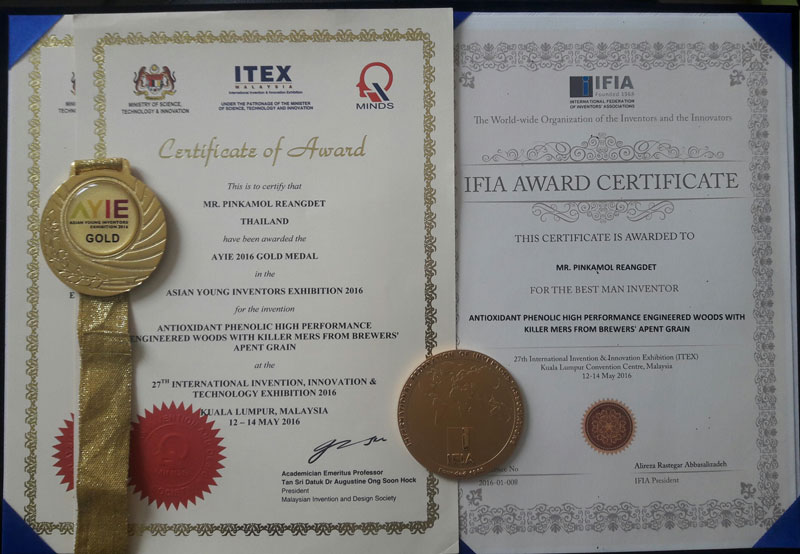 MINISTRY OF SCIENCE,
TECHNOLOGY & INNOVATION
ITEX
MALAYSIA
International Invention & Innovation Exhibition
UNDER THE PATRONAGE OF THE MINISTER
OF SCIENCE, TECHNOLOGY AND INNOVATION
MINDS
Certificate of Award
This is to certify that
MR. PINKAMOL REANGDET
THAILAND
have been awarded the
AYIE 2016 GOLD MEDAL
in the
ASIAN YOUNG INVENTORS EXHIBITION 2016
for the invention
ANTIOXIDANT PHENOLIC HIGH PERFORMANCE
ENGINEERED WOODS WITH KILLER MERS FROM BREWERS'
APENT GRAIN
at the
27TH INTERNATIONAL INVENTION, INNOVATION &
TECHNOLOGY EXHIBITION 2016
KUALA LUMPUR, MALAYSIA
12 – 14 MAY 2016
Academician Emeritus Professor
Tan Sri Datuk Dr Augustine Ong Soon Hock
President
Malaysian Invention and Design Society
AYIE
ASIAN YOUNG INVENTORS
EXHIBITION 2016
GOLD
MINDS
IFIA
IFIA
Founded 1968
INTERNATIONAL FEDERATION
OF INVENTORS' ASSOCIATIONS
The World-wide Organization of the Inventors and the Innovators
IFIA AWARD CERTIFICATE
THIS CERTIFICATE IS AWARDED TO
MR. PINKAMOL REANGDET
FOR THE BEST MAN INVENTOR
ANTIOXIDANT PHENOLIC HIGH PERFORMANCE ENGINEERED WOODS WITH
KILLER MERS FROM BREWERS' APENT GRAIN
27th International Invention & Innovation Exhibition (ITEX)
Kuala Lumpur Convention Centre, Malaysia
12-14 May 2016
No
2016-01-008
Alireza Rastegar Abbasalizadeh
IFIA President